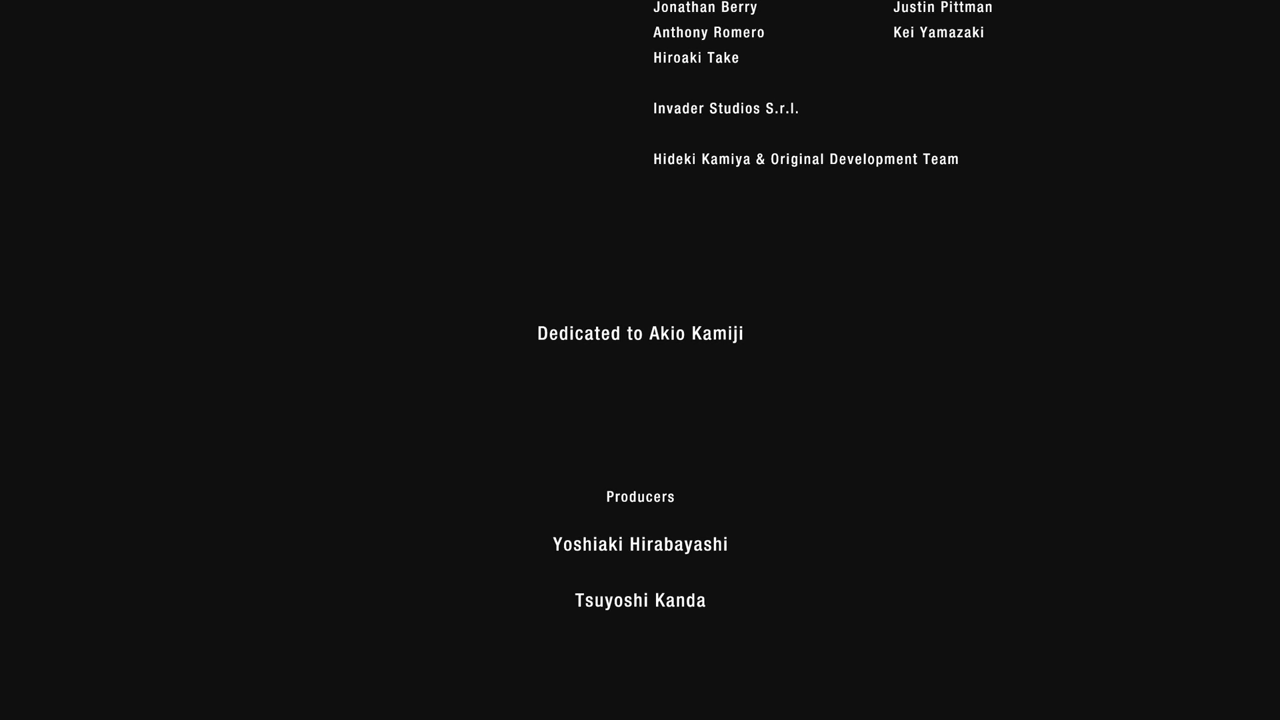 Jonathan Berry Justin Pittman
Anthony Romero Kei Yamazaki
Hiroaki Take
Invader Studios S.r.l.
Hideki Kamiya & Original Development Team
Dedicated to Akio Kamiji
Producers
Yoshiaki Hirabayashi
Tsuyoshi Kanda